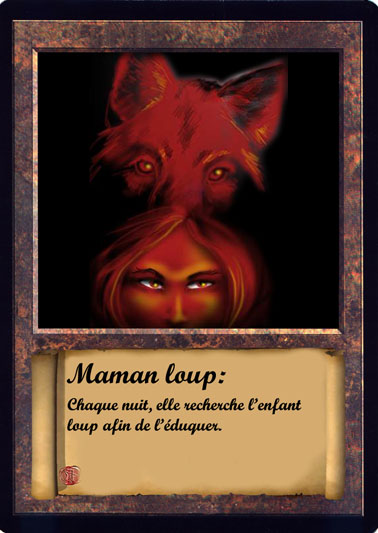 Maman loup:
Chaque nuit, elle recherche l'enfant
loup afin de l'éduquer.